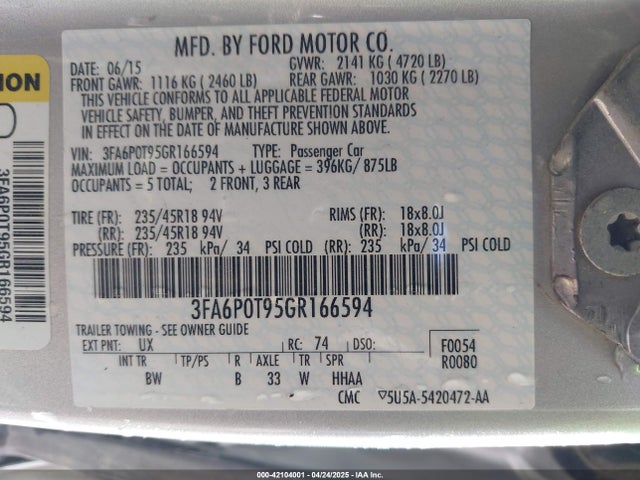 MFD. BY FORD MOTOR CO.
DATE: 06/15 GVWR: 2141 KG ( 4720 LB)
FRONT GAWR: 1116 KG ( 2460 LB) REAR GAWR: 1030 KG ( 2270 LB)
THIS VEHICLE CONFORMS TO ALL APPLICABLE FEDERAL MOTOR
VEHICLE SAFETY, BUMPER, AND THEFT PREVENTION STANDARDS
IN EFFECT ON THE DATE OF MANUFACTURE SHOWN ABOVE.
VIN: 3FA6P0T95GR166594 TYPE: Passenger Car
MAXIMUM LOAD = OCCUPANTS + LUGGAGE = 396KG/ 875LB
OCCUPANTS = 5 TOTAL; 2 FRONT, 3 REAR
TIRE (FR): 235/45R18 94V RIMS (FR): 18x8.0J
(RR): 235/45R18 94V (RR): 18x8.0J
PRESSURE (FR): 235 kPa/ 34 PSI COLD (RR): 235 kPa/ 34 PSI COLD
3FA6P0T95GR166594
TRAILER TOWING - SEE OWNER GUIDE
EXT PNT: UX RC: 74 DSO: F0054
INT TR TP/PS R AXLE TR SPR R0080
BW B 33 W HHAA
CMC ▽5U5A-5420472-AA
3FA6P0T95GR166594
000-42104001 - 04/24/2025 - IAAI.COM